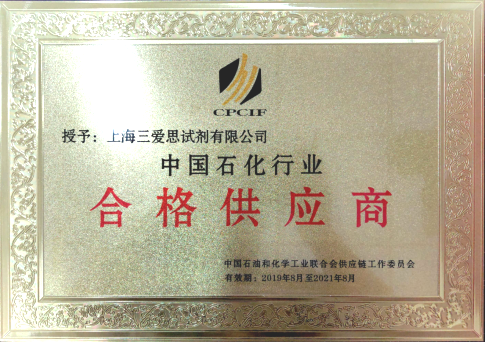 CPCIF
授予：上海三爱思试剂有限公司
中国石化行业
合格供应商
中国石油和化学工业联合会供应链工作委员会
有效期：2019年8月至2021年8月